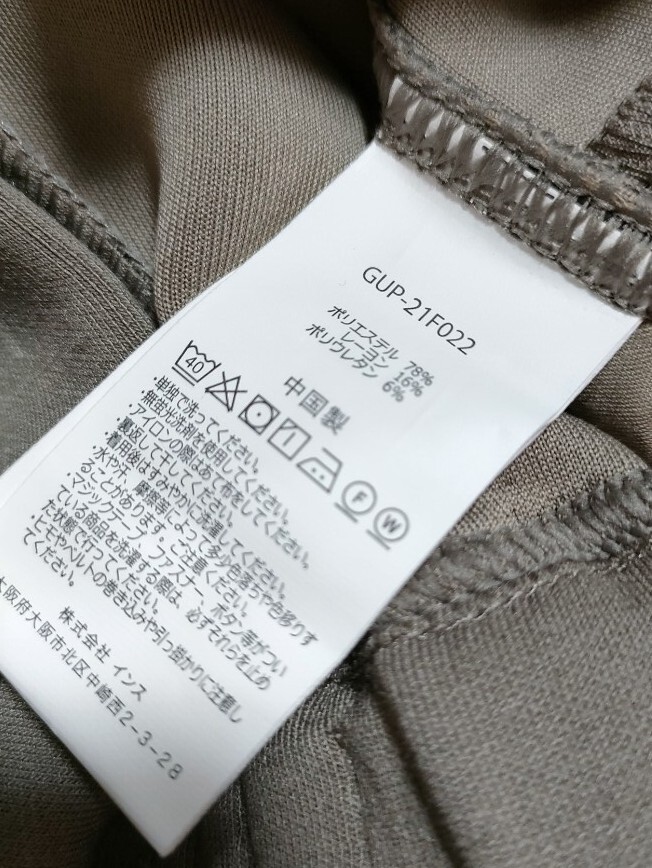 GUP-21F022
ポリエステル 78%
レーヨン 16%
ポリウレタン 6%
中国製
40
F
W
・単独で洗ってください。
・無蛍光洗剤を使用してください。
・アイロンの際はあて布をしてください。
・裏返して干してください。
・着用後はすみやかに洗濯してください。
・水や汗、摩擦等によって多少色落ちや色移りす
ることがあります。ご注意ください。
・マジックテープ、ファスナー、ボタン等がつい
ている商品を洗濯する際は、必ずそれらを止め
た状態で行ってください。
・ヒモやベルトの巻き込みや引っ掛かりに注意し
てください。
株式会社 インス
大阪府大阪市北区中崎西2-3-28